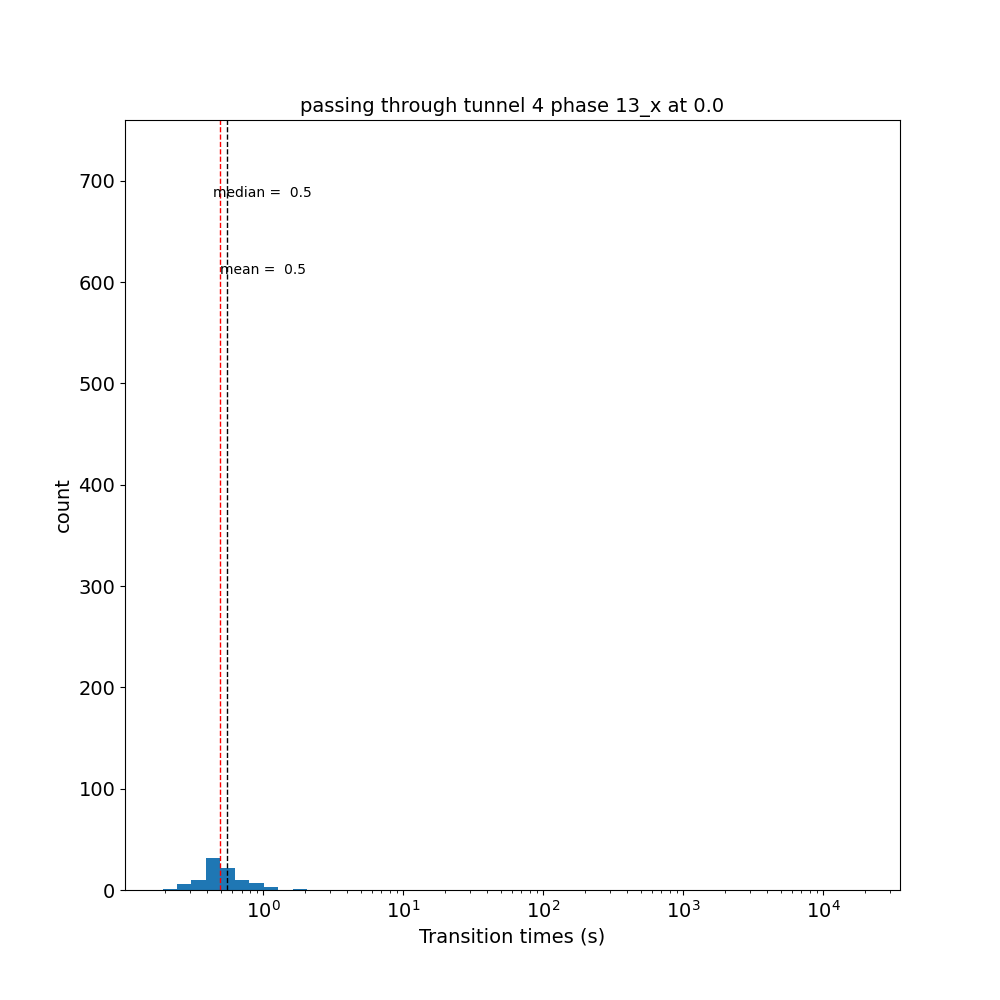 passing through tunnel 4 phase 13_x at 0.0
700
median =  0.5
mean =  0.5
600
500
400
300
200
100
0
count
10^0 10^1 10^2 10^3 10^4
Transition times (s)